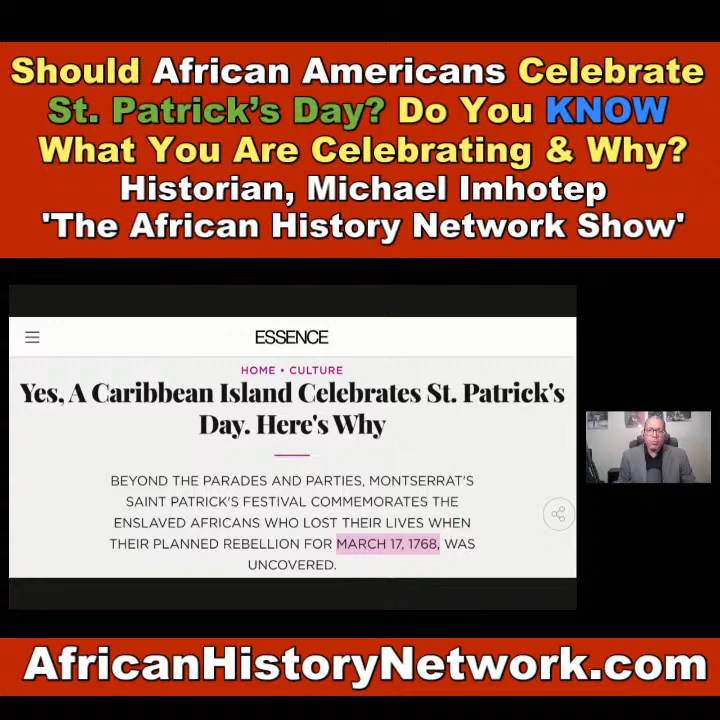 Should African Americans Celebrate
St. Patrick's Day? Do You KNOW
What You Are Celebrating & Why?
Historian, Michael Imhotep
'The African History Network Show'
ESSENCE
HOME • CULTURE
Yes, A Caribbean Island Celebrates St. Patrick's
Day. Here's Why
BEYOND THE PARADES AND PARTIES, MONTSERRAT'S
SAINT PATRICK'S FESTIVAL COMMEMORATES THE
ENSLAVED AFRICANS WHO LOST THEIR LIVES WHEN
THEIR PLANNED REBELLION FOR MARCH 17, 1768, WAS
UNCOVERED.
AfricanHistoryNetwork.com